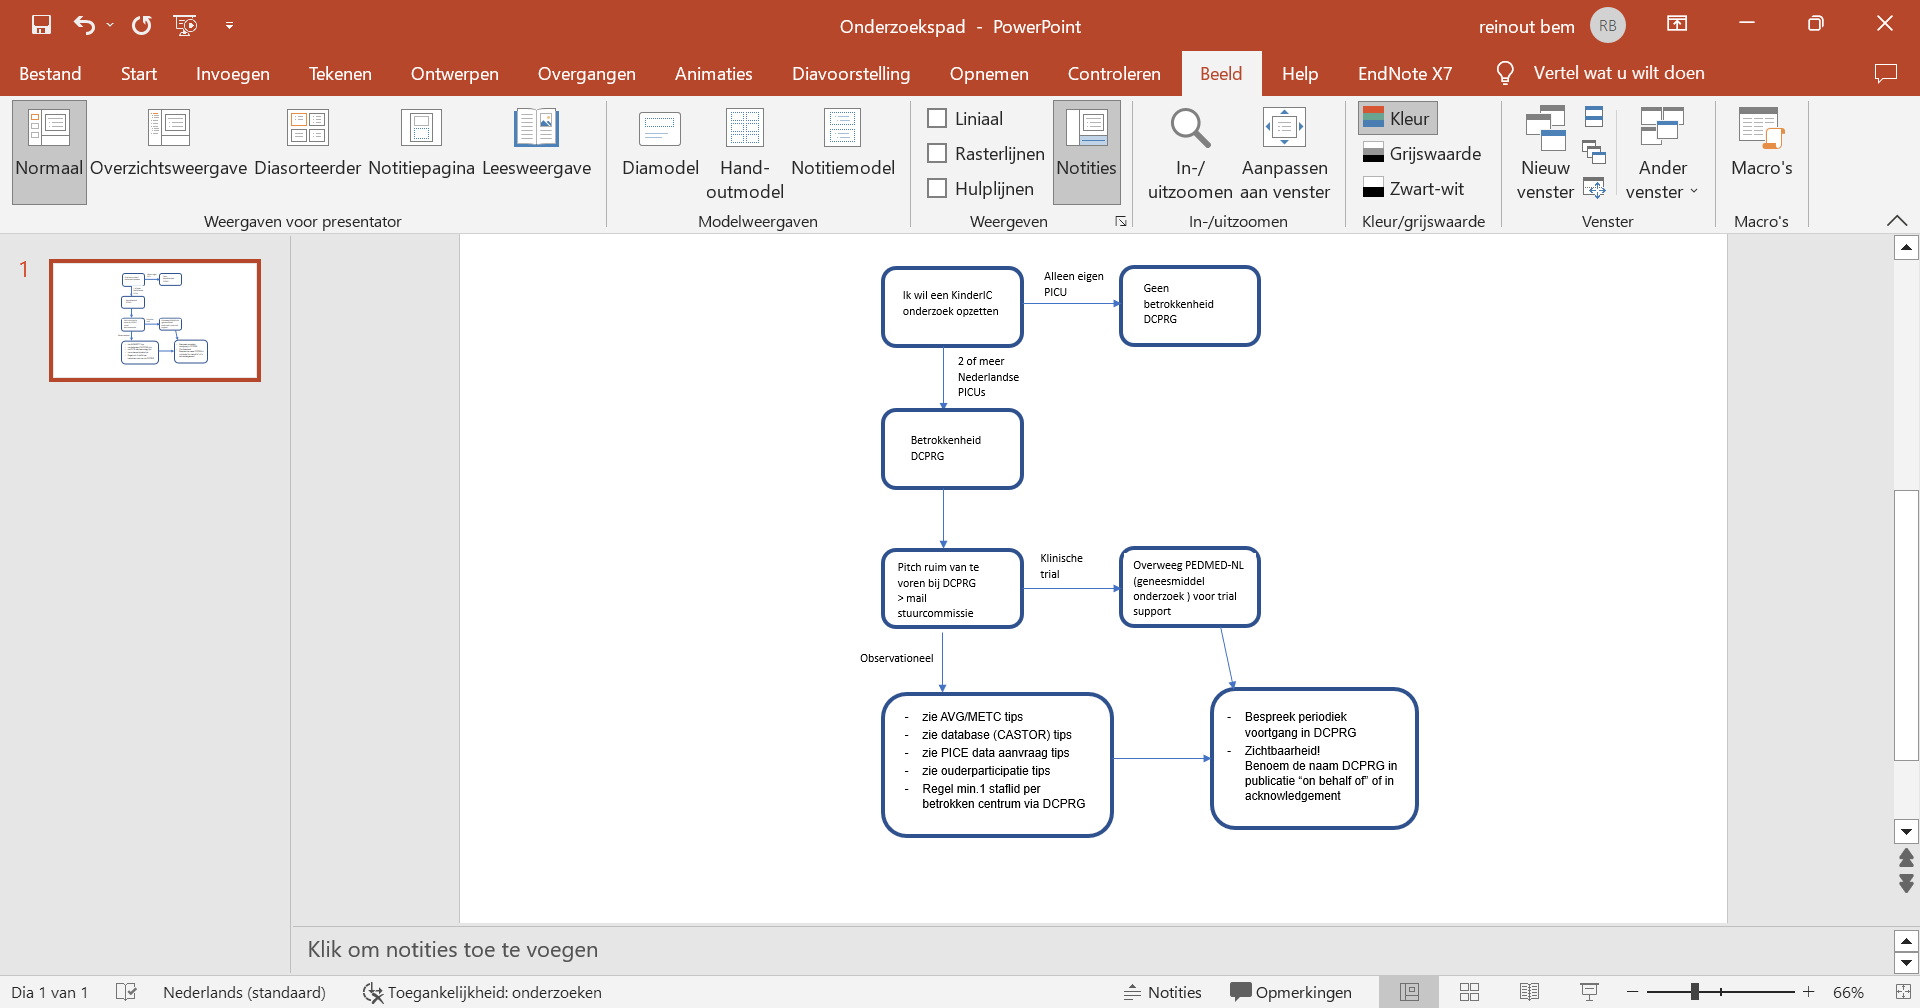 Onderzoekspad - PowerPoint
reinout bem
RB
Bestand Start Invoegen Tekenen Ontwerpen Overgangen Animaties Diavoorstelling Opnemen Controleren Beeld Help EndNote X7 Vertel wat u wilt doen
Normaal
Overzichtsweergave
Diasorteerder
Notitiepagina
Leesweergave
Weergaven voor presentator
Diamodel
Hand-
outmodel
Notitiemodel
Modelweergaven
Liniaal
Rasterlijnen
Hulplijnen
Notities
Weergeven
In-/
uitzoomen
Aanpassen
aan venster
In-/uitzoomen
Kleur
Grijswaarde
Zwart-wit
Kleur/grijswaarde
Nieuw
venster
Ander
venster
Venster
Macro's
Macro's
1
Ik wil een KinderIC
onderzoek opzetten
Alleen eigen
PICU
Geen
betrokkenheid
DCPRG
2 of meer
Nederlandse
PICUs
Betrokkenheid
DCPRG
Pitch ruim van te
voren bij DCPRG
> mail
stuurcommissie
Klinische
trial
Overweeg PEDMED-NL
(geneesmiddel
onderzoek ) voor trial
support
Observationeel
- zie AVG/METC tips
- zie database (CASTOR) tips
- zie PICE data aanvraag tips
- zie ouderparticipatie tips
- Regel min.1 staflid per
betrokken centrum via DCPRG
- Bespreek periodiek
voortgang in DCPRG
- Zichtbaarheid!
Benoem de naam DCPRG in
publicatie “on behalf of” of in
acknowledgement
Klik om notities toe te voegen
Dia 1 van 1
Nederlands (standaard)
Toegankelijkheid: onderzoeken
Notities
Opmerkingen
66%